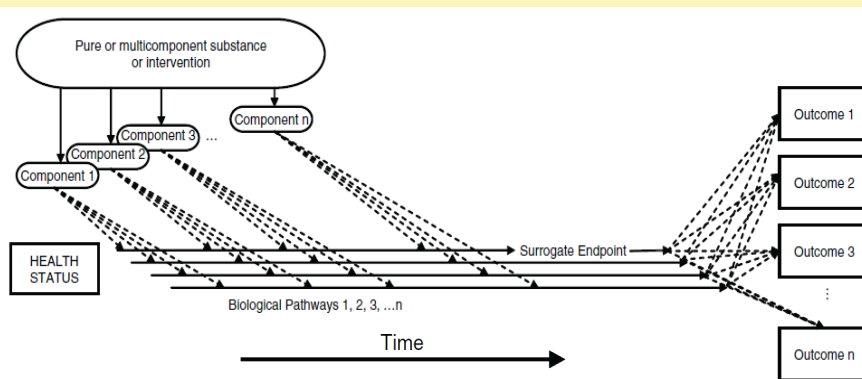 Pure or multicomponent substance
or intervention
Component 1
Component 2
Component 3
...
Component n
HEALTH
STATUS
Surrogate Endpoint
Biological Pathways 1, 2, 3, ...n
Time
Outcome 1
Outcome 2
Outcome 3
⋮
Outcome n